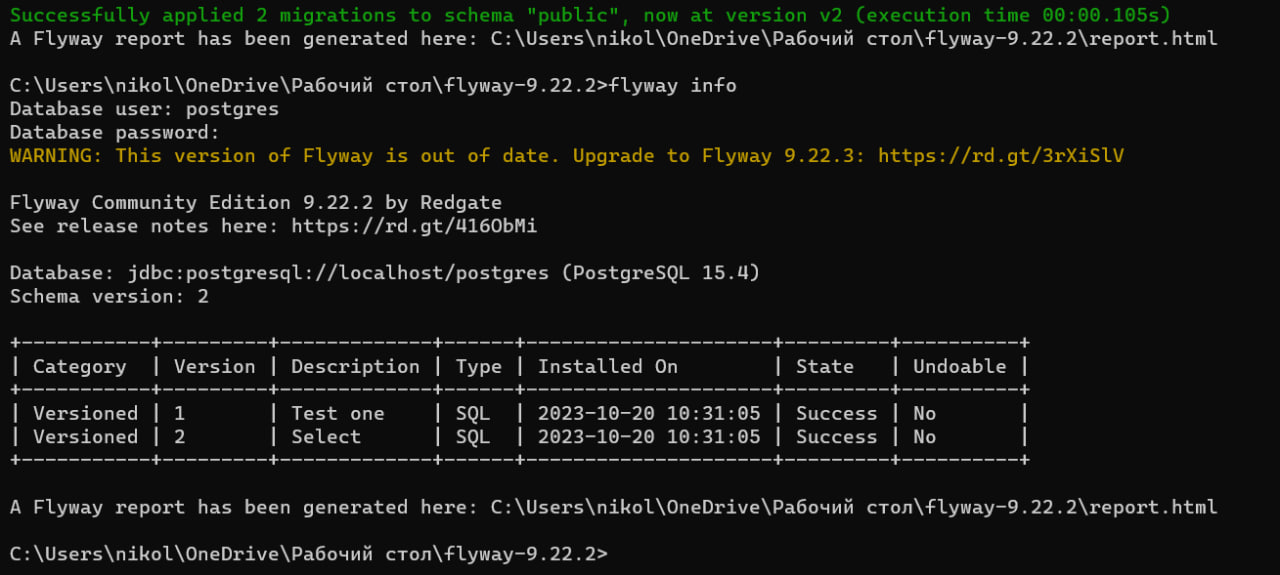 Successfully applied 2 migrations to schema "public", now at version v2 (execution time 00:00.105s)
A Flyway report has been generated here: C:\Users\nikol\OneDrive\Рабочий стол\flyway-9.22.2\report.html
C:\Users\nikol\OneDrive\Рабочий стол\flyway-9.22.2>flyway info
Database user: postgres
Database password:
WARNING: This version of Flyway is out of date. Upgrade to Flyway 9.22.3: https://rd.gt/3rXiSlV
Flyway Community Edition 9.22.2 by Redgate
See release notes here: https://rd.gt/416ObMi
Database: jdbc:postgresql://localhost/postgres (PostgreSQL 15.4)
Schema version: 2
+-----------+---------+-------------+------+---------------------+---------+----------+
| Category  | Version | Description | Type | Installed On        | State   | Undoable |
+-----------+---------+-------------+------+---------------------+---------+----------+
| Versioned | 1       | Test one    | SQL  | 2023-10-20 10:31:05 | Success | No       |
| Versioned | 2       | Select      | SQL  | 2023-10-20 10:31:05 | Success | No       |
+-----------+---------+-------------+------+---------------------+---------+----------+
A Flyway report has been generated here: C:\Users\nikol\OneDrive\Рабочий стол\flyway-9.22.2\report.html
C:\Users\nikol\OneDrive\Рабочий стол\flyway-9.22.2>